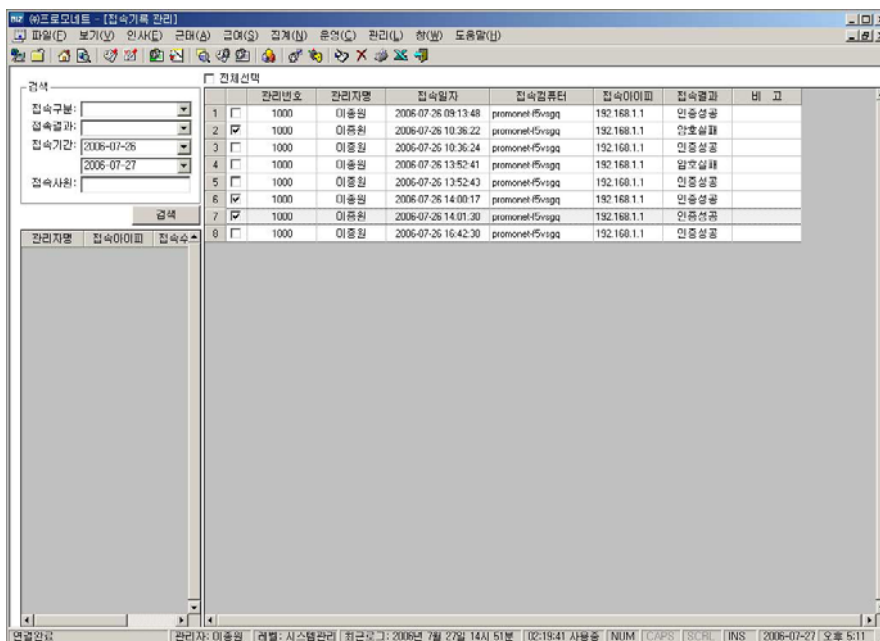 ㈜프로모네트 - [접속기록 관리]
파일(F) 보기(V) 인사(E) 근태(A) 급여(S) 집계(N) 운영(C) 관리(L) 창(W) 도움말(H)
검색
접속구분:
접속결과:
접속기간: 2006-07-26
2006-07-27
접속사원:
검색
관리자명 접속아이피 접속수
전체선택
관리번호 관리자명 접속일자 접속컴퓨터 접속아이피 접속결과 비 고
1 1000 이종원 2006-07-26 09:13:48 promonet-f5vsgq 192.168.1.1 인증성공
2 1000 이종원 2006-07-26 10:36:22 promonet-f5vsgq 192.168.1.1 암호실패
3 1000 이종원 2006-07-26 10:36:24 promonet-f5vsgq 192.168.1.1 인증성공
4 1000 이종원 2006-07-26 13:52:41 promonet-f5vsgq 192.168.1.1 암호실패
5 1000 이종원 2006-07-26 13:52:43 promonet-f5vsgq 192.168.1.1 인증성공
6 1000 이종원 2006-07-26 14:00:17 promonet-f5vsgq 192.168.1.1 인증성공
7 1000 이종원 2006-07-26 14:01:30 promonet-f5vsgq 192.168.1.1 인증성공
8 1000 이종원 2006-07-26 16:42:30 promonet-f5vsgq 192.168.1.1 인증성공
연결완료 관리자: 이종원 레벨: 시스템관리 최근로그: 2006년 7월 27일 14시 51분 02:19:41 사용중 NUM CAPS SCRL INS 2006-07-27 오후 5:11